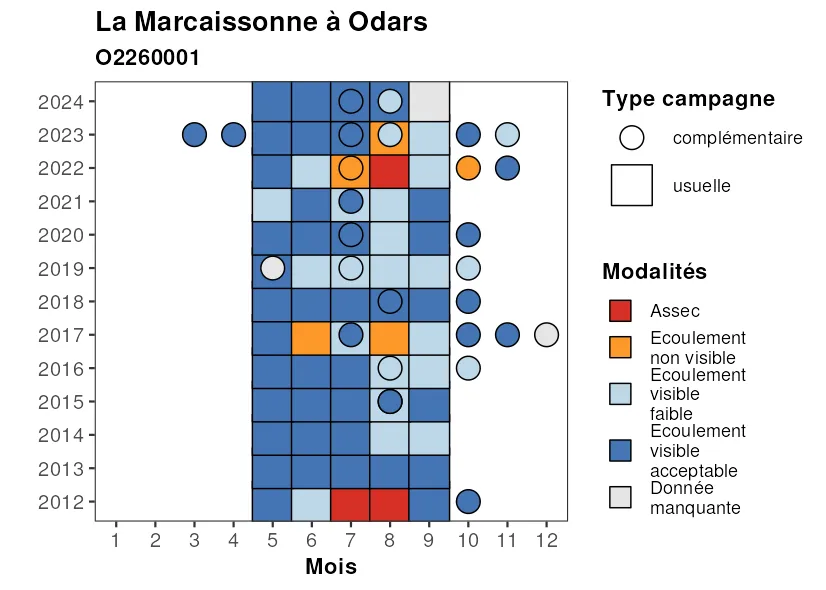 La Marcaissonne à Odars
O2260001
2024
2023
2022
2021
2020
2019
2018
2017
2016
2015
2014
2013
2012
1 2 3 4 5 6 7 8 9 10 11 12
Mois
Type campagne
complémentaire
usuelle
Modalités
Assec
Ecoulement
non visible
Ecoulement
visible
faible
Ecoulement
visible
acceptable
Donnée
manquante